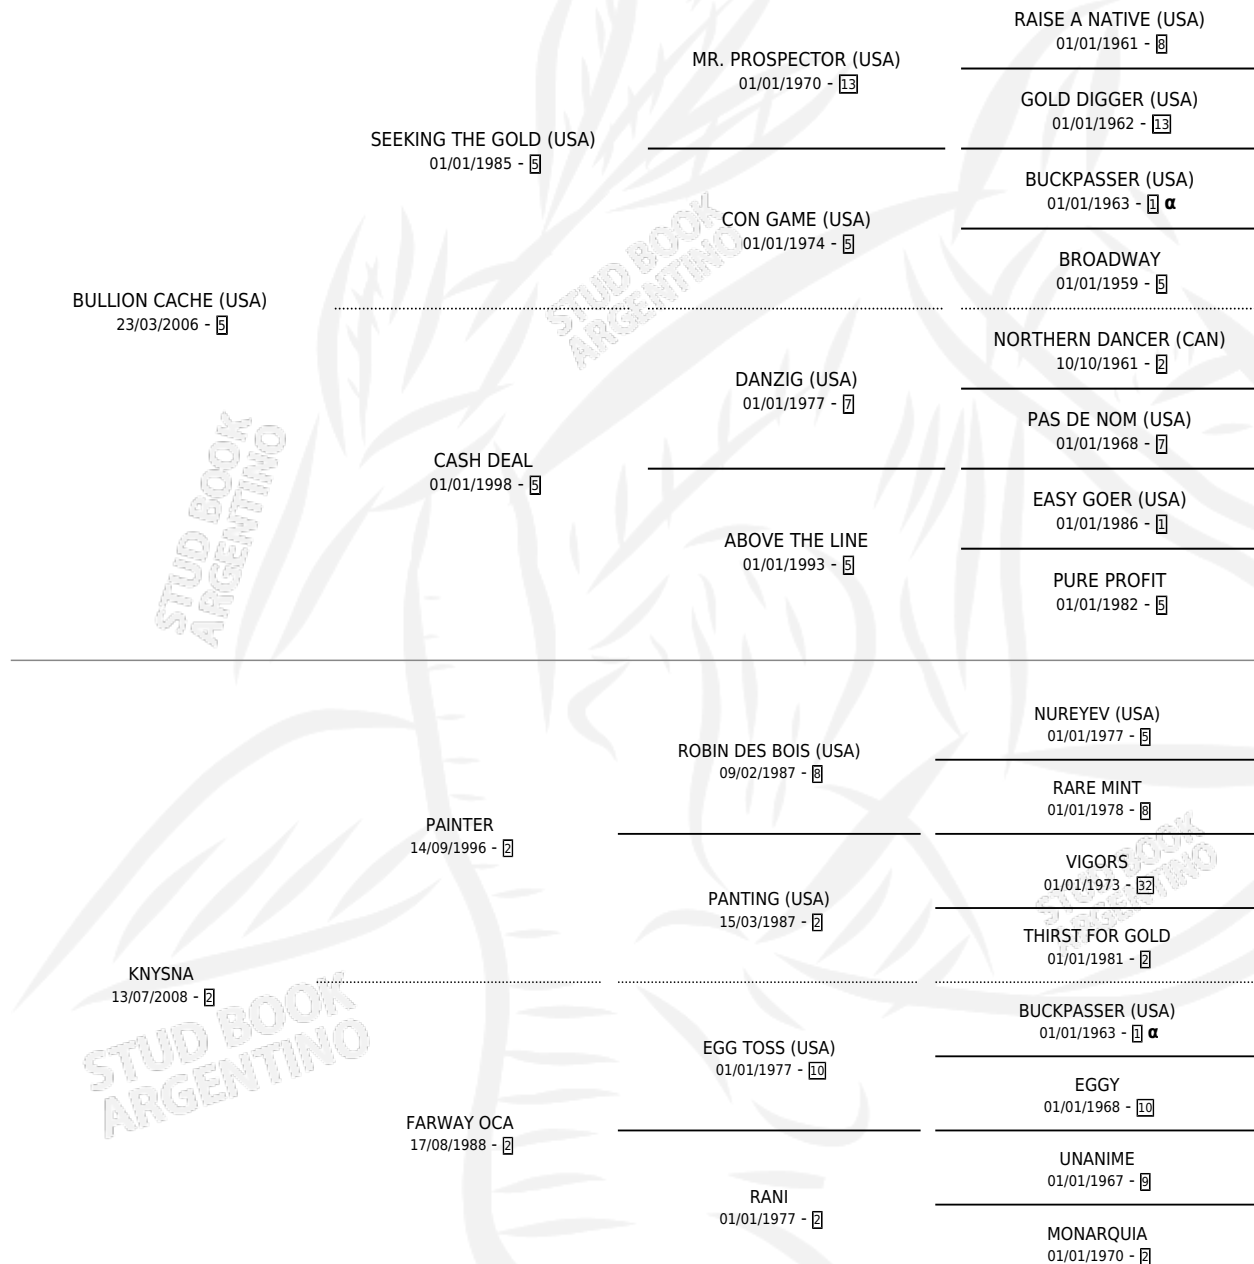 RAISE A NATIVE (USA)
01/01/1961 - 8
MR. PROSPECTOR (USA)
01/01/1970 - 13
GOLD DIGGER (USA)
01/01/1962 - 13
SEEKING THE GOLD (USA)
01/01/1985 - 5
BUCKPASSER (USA)
01/01/1963 - 1 α
CON GAME (USA)
01/01/1974 - 5
BROADWAY
01/01/1959 - 5
BULLION CACHE (USA)
23/03/2006 - 5
NORTHERN DANCER (CAN)
10/10/1961 - 2
DANZIG (USA)
01/01/1977 - 7
PAS DE NOM (USA)
01/01/1968 - 7
CASH DEAL
01/01/1998 - 5
EASY GOER (USA)
01/01/1986 - 1
ABOVE THE LINE
01/01/1993 - 5
PURE PROFIT
01/01/1982 - 5
NUREYEV (USA)
01/01/1977 - 5
ROBIN DES BOIS (USA)
09/02/1987 - 8
RARE MINT
01/01/1978 - 8
PAINTER
14/09/1996 - 2
VIGORS
01/01/1973 - 32
PANTING (USA)
15/03/1987 - 2
THIRST FOR GOLD
01/01/1981 - 2
KNYSNA
13/07/2008 - 2
BUCKPASSER (USA)
01/01/1963 - 1 α
EGG TOSS (USA)
01/01/1977 - 10
EGGY
01/01/1968 - 10
FARWAY OCA
17/08/1988 - 2
UNANIME
01/01/1967 - 9
RANI
01/01/1977 - 2
MONARQUIA
01/01/1970 - 2
STUD BOOK
ARGENTINO
STUD BOOK
ARGENTINO
STUD BOOK
ARGENTINO
STUD BOOK
ARGENTINO